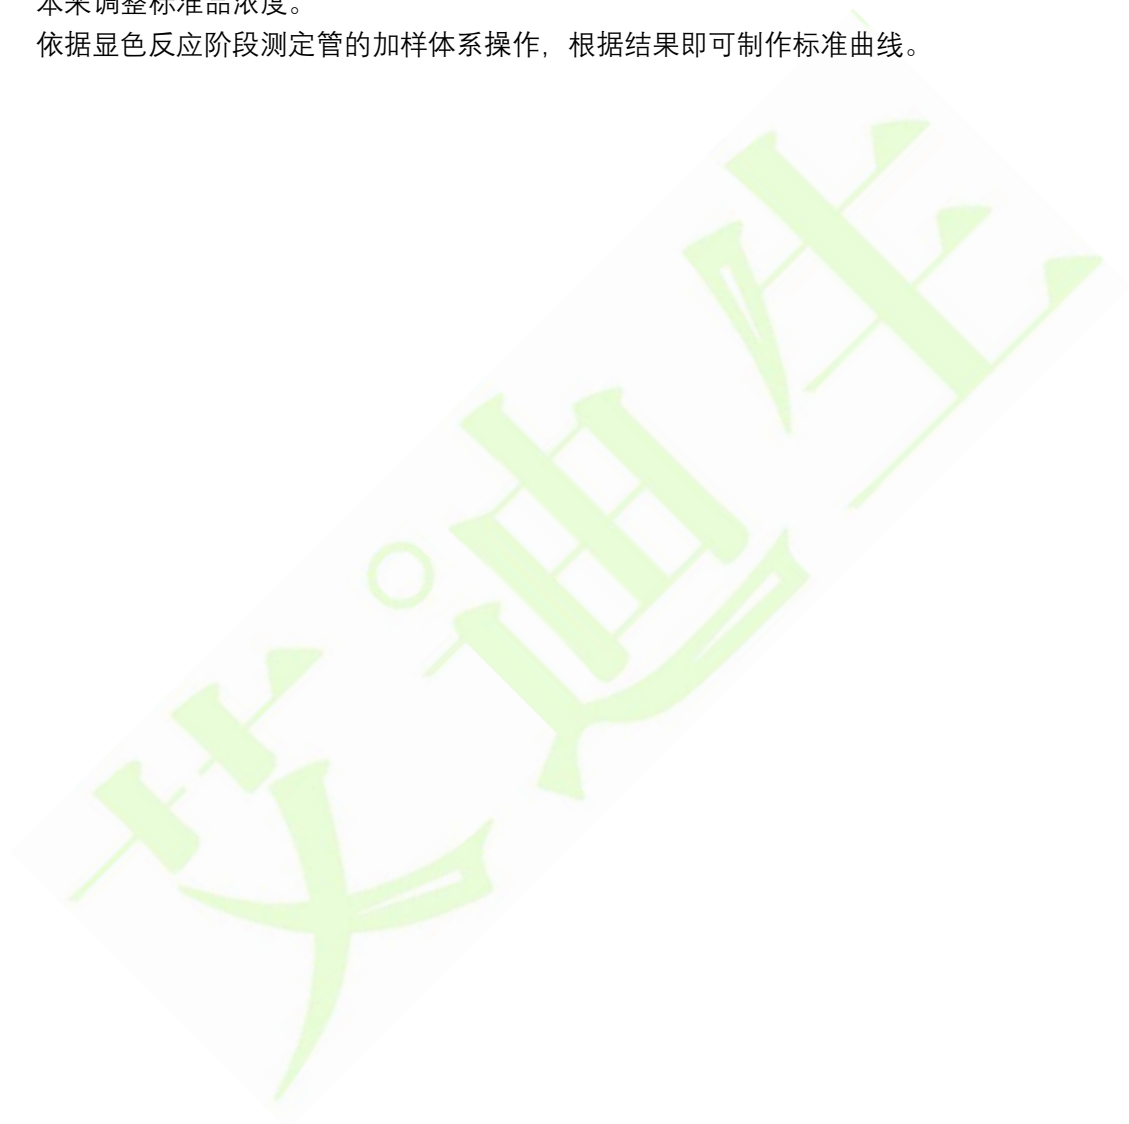 本来调整标准品浓度。
依据显色反应阶段测定管的加样体系操作，根据结果即可制作标准曲线。
艾迪生